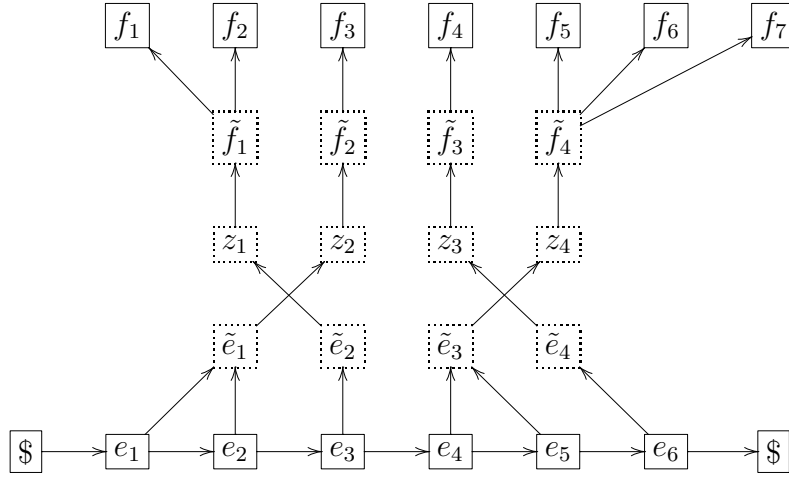 f₁ f₂ f₃ f₄ f₅ f₆ f₇
f̃₁ f̃₂ f̃₃ f̃₄
z₁ z₂ z₃ z₄
ẽ₁ ẽ₂ ẽ₃ ẽ₄
$ e₁ e₂ e₃ e₄ e₅ e₆ $